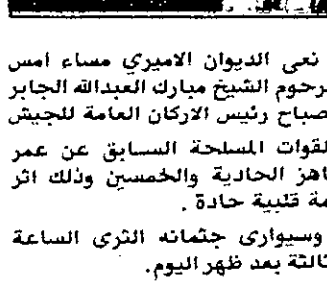 نعى الديوان الاميري مساء امس
رحوم الشيخ مبارك العبدالله الجابر
صباح رئيس الاركان العامة للجيش
لقوات المسلحة السابق عن عمر
اهز الحادية والخمسين وذلك اثر
مة قلبية حادة .
وسيوارى جثمانه الثرى الساعة
ثالثة بعد ظهر اليوم.